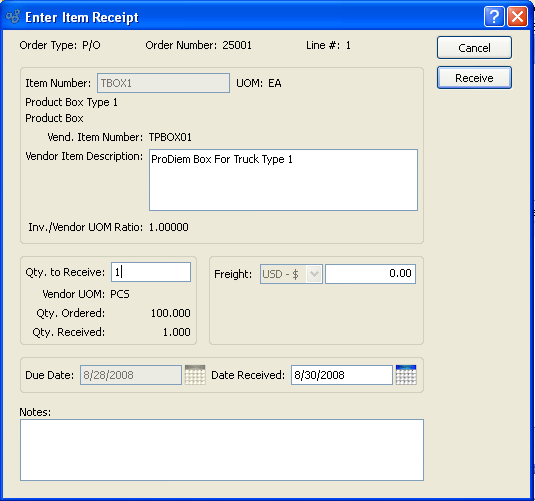 Enter Item Receipt
Order Type: P/O Order Number: 25001 Line #: 1
Cancel
Receive
Item Number: TBOX1 UOM: EA
Product Box Type 1
Product Box
Vend. Item Number: TPBOX01
Vendor Item Description: ProDiem Box For Truck Type 1
Inv./Vendor UOM Ratio: 1.00000
Qty. to Receive: 1
Vendor UOM: PCS
Qty. Ordered: 100.000
Qty. Received: 1.000
Freight: USD - $ 0.00
Due Date: 8/28/2008 Date Received: 8/30/2008
Notes: